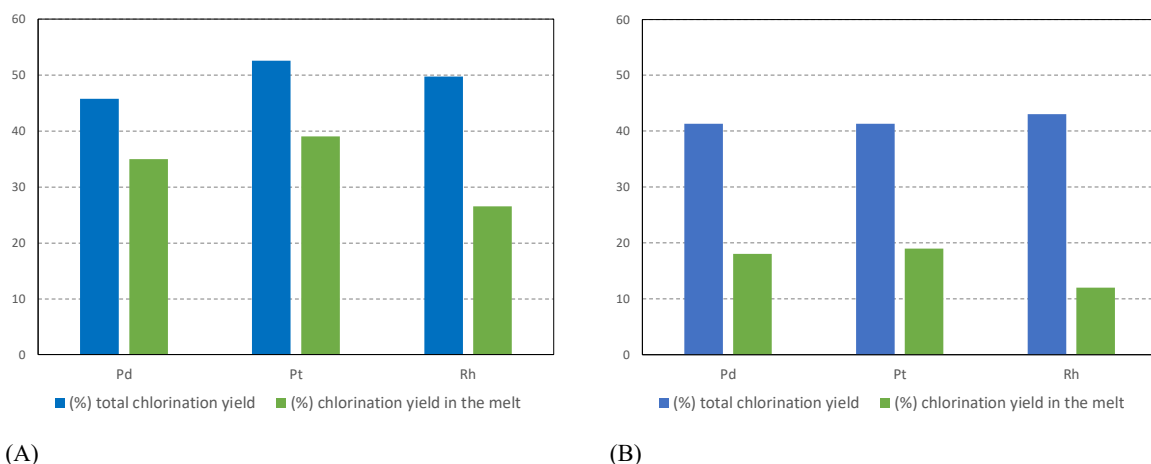 60
50
40
30
20
10
0
Pd Pt Rh
(%) total chlorination yield (%) chlorination yield in the melt
(A)
60
50
40
30
20
10
0
Pd Pt Rh
(%) total chlorination yield (%) chlorination yield in the melt
(B)